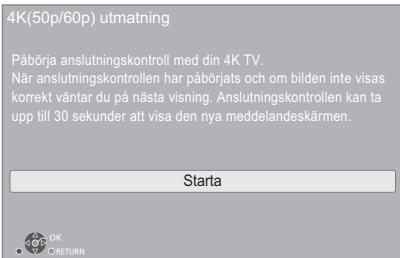 4K(50p/60p) utmatning
Påbörja anslutningskontroll med din 4K TV.
När anslutningskontrollen har påbörjats och om bilden inte visas
korrekt väntar du på nästa visning. Anslutningskontrollen kan ta
upp till 30 sekunder att visa den nya meddelandeskärmen.
Starta
OK
RETURN